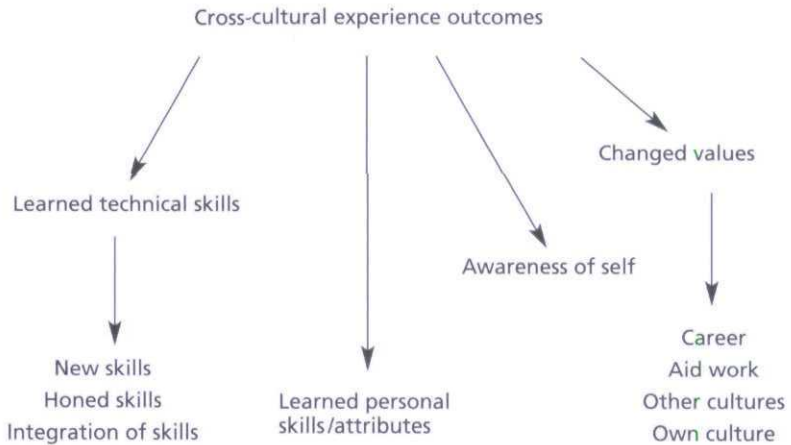 Cross-cultural experience outcomes
Changed values
Learned technical skills
Awareness of self
New skills
Honed skills
Integration of skills
Learned personal
skills/attributes
Career
Aid work
Other cultures
Own culture